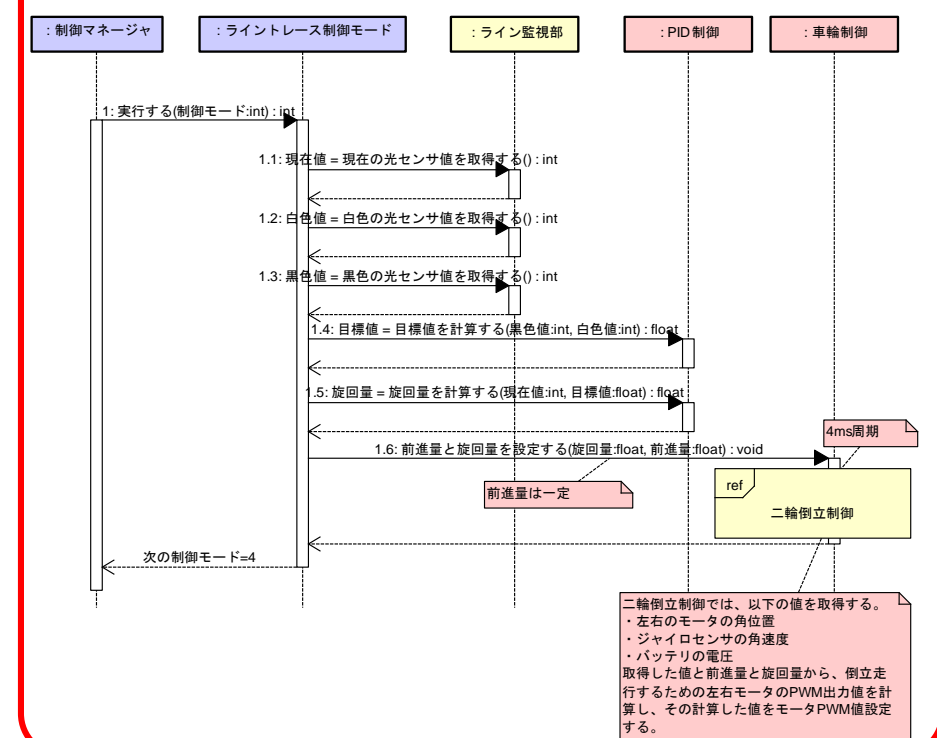 : 制御マネージャ
: ライントレース制御モード
: ライン監視部
: PID制御
: 車輪制御
1: 実行する(制御モード:int) : int
1.1: 現在値 = 現在の光センサ値を取得する() : int
1.2: 白色値 = 白色の光センサ値を取得する() : int
1.3: 黒色値 = 黒色の光センサ値を取得する() : int
1.4: 目標値 = 目標値を計算する(黒色値:int, 白色値:int) : float
1.5: 旋回量 = 旋回量を計算する(現在値:int, 目標値:float) : float
4ms周期
1.6: 前進量と旋回量を設定する(旋回量:float, 前進量:float) : void
前進量は一定
ref
二輪倒立制御
次の制御モード=4
二輪倒立制御では、以下の値を取得する。
・左右のモータの角位置
・ジャイロセンサの角速度
・バッテリの電圧
取得した値と前進量と旋回量から、倒立走
行するための左右モータのPWM出力値を計
算し、その計算した値をモータPWM値設定
する。